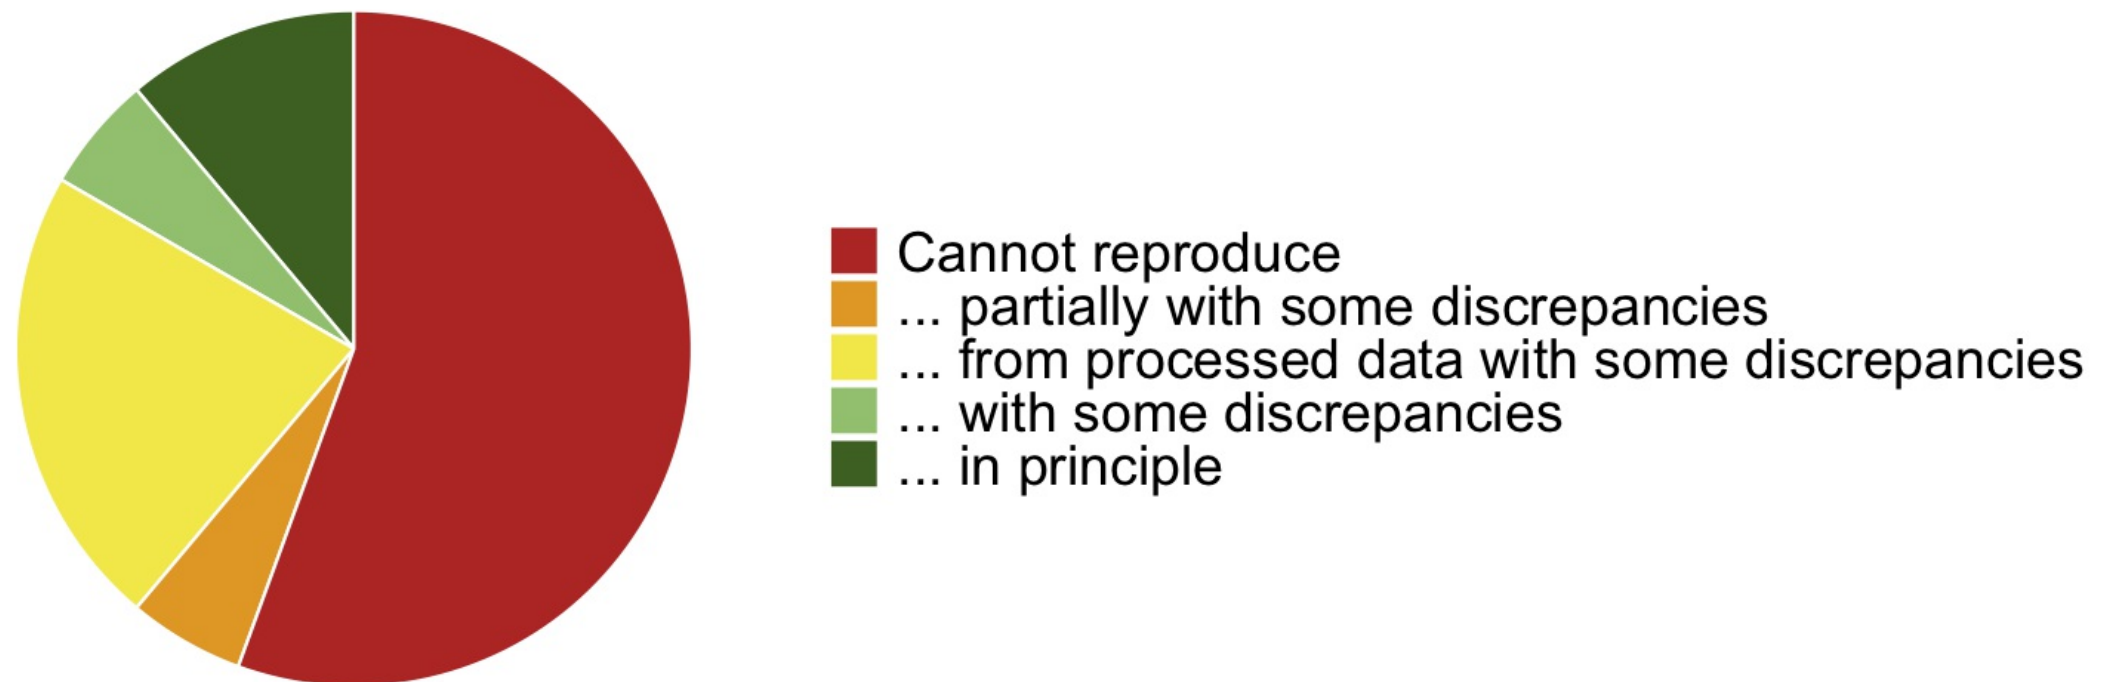 Cannot reproduce
... partially with some discrepancies
... from processed data with some discrepancies
... with some discrepancies
... in principle